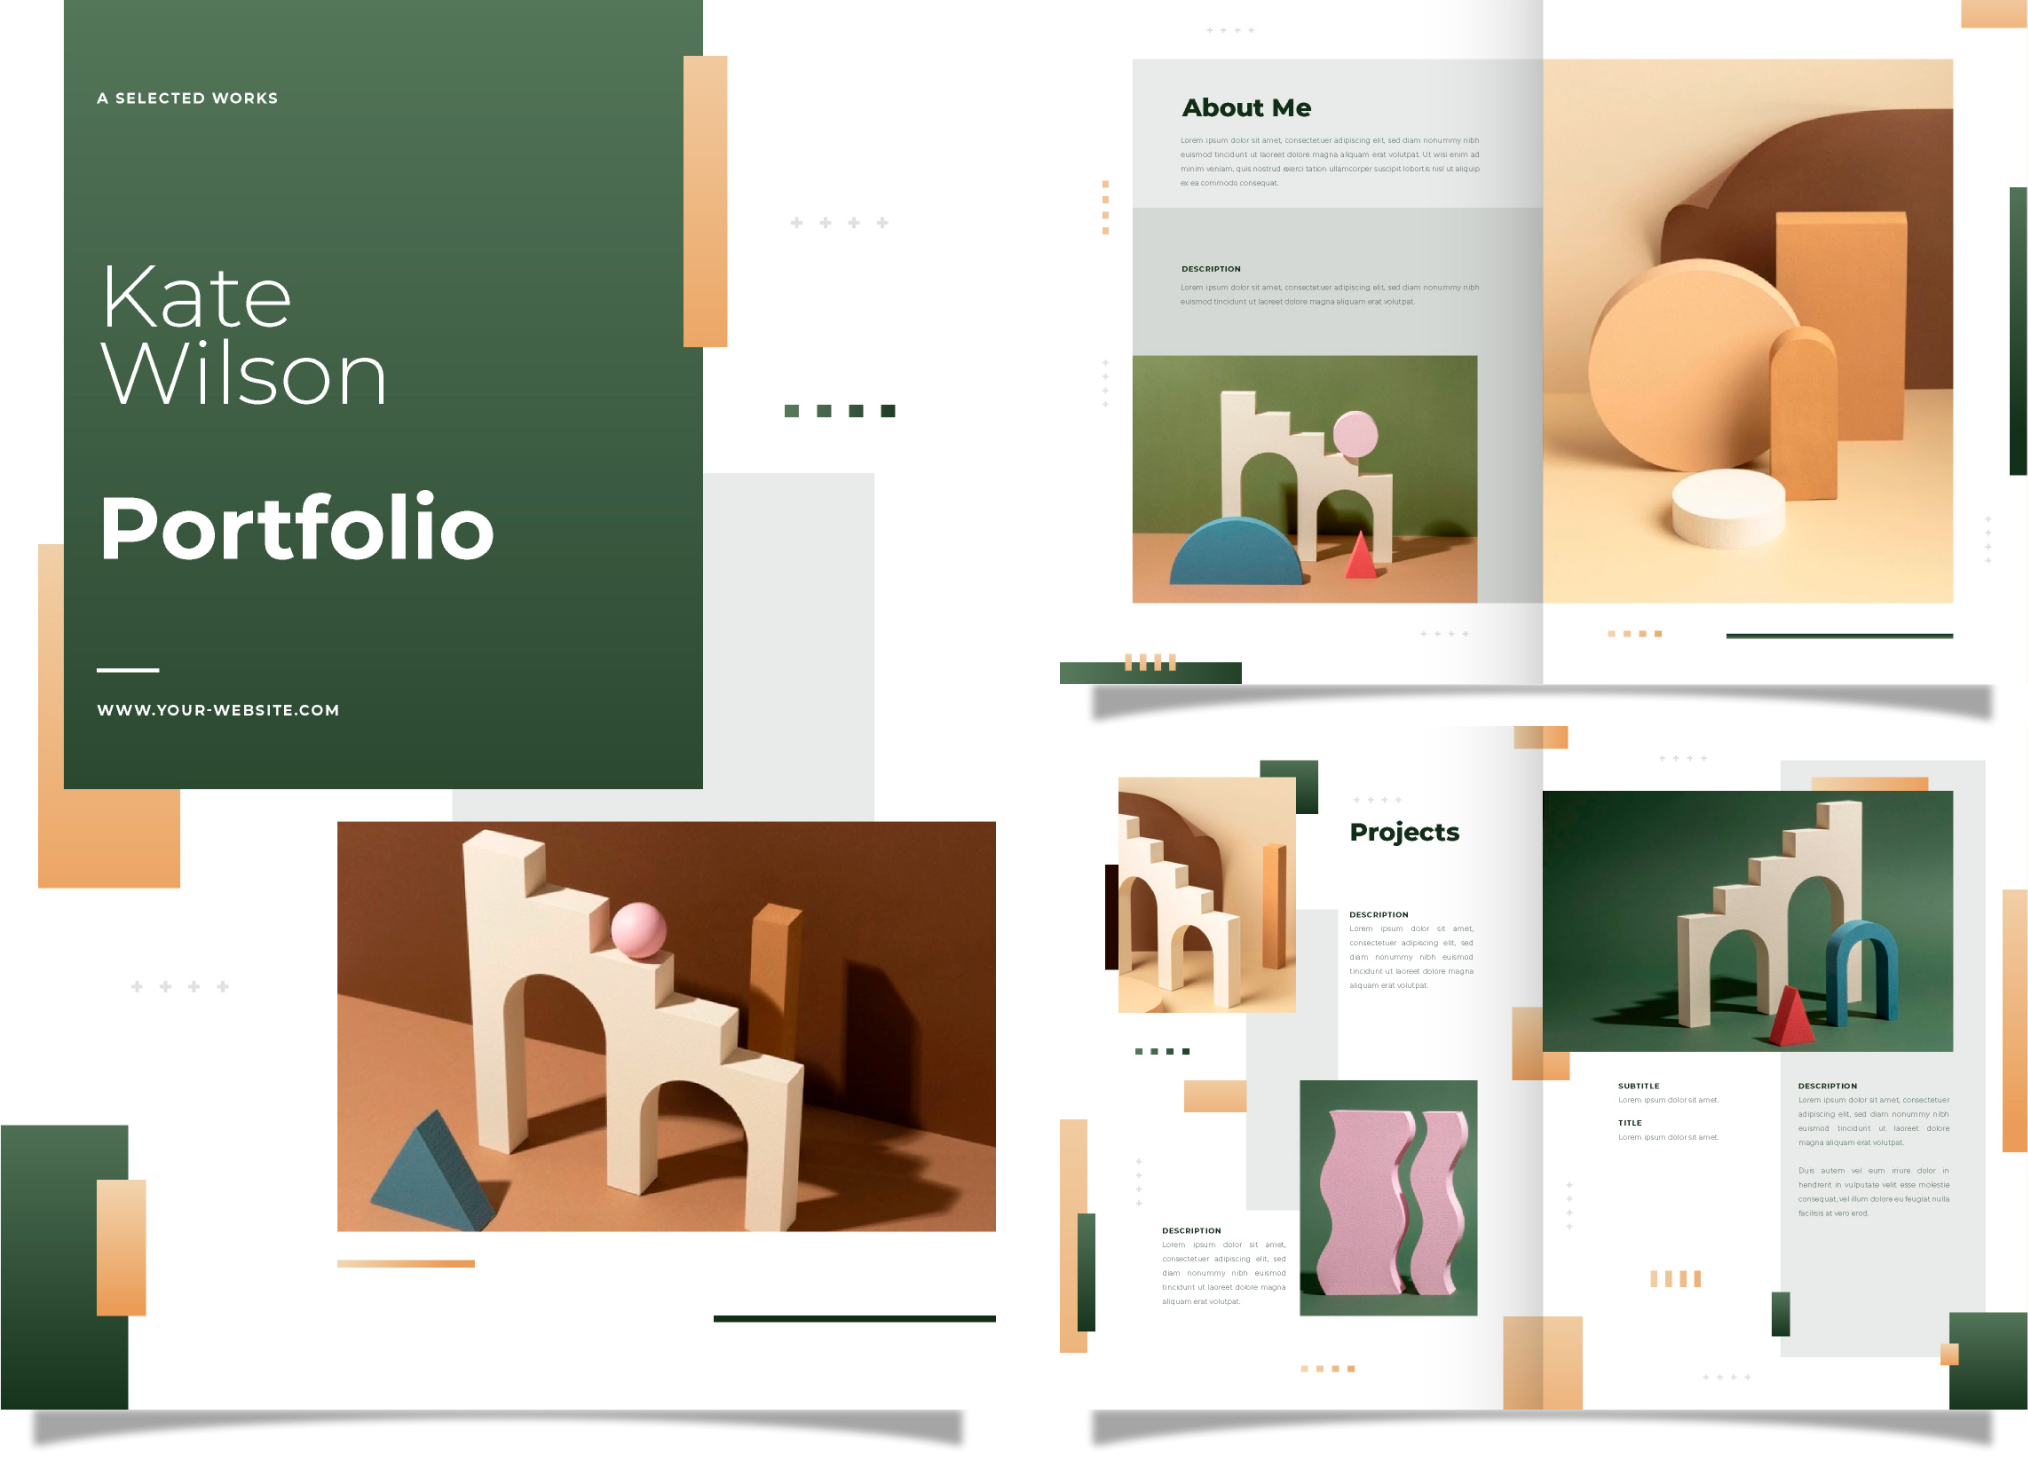 A SELECTED WORKS
Kate
Wilson
Portfolio
WWW.YOUR-WEBSITE.COM
About Me
Lorem ipsum dolor sit amet, consectetuer adipiscing elit, sed diam nonummy nibh
euismod tincidunt ut laoreet dolore magna aliquam erat volutpat. Ut wisi enim ad
minim veniam, quis nostrud exerci tation ullamcorper suscipit lobortis nisl ut aliquip
ex ea commodo consequat.
DESCRIPTION
Lorem ipsum dolor sit amet, consectetuer adipiscing elit, sed diam nonummy nibh
euismod tincidunt ut laoreet dolore magna aliquam erat volutpat.
Projects
DESCRIPTION
Lorem ipsum dolor sit amet,
consectetuer adipiscing elit, sed
diam nonummy nibh euismod
tincidunt ut laoreet dolore magna
aliquam erat volutpat.
DESCRIPTION
Lorem ipsum dolor sit amet,
consectetuer adipiscing elit, sed
diam nonummy nibh euismod
tincidunt ut laoreet dolore magna
aliquam erat volutpat.
SUBTITLE
Lorem ipsum dolor sit amet.
TITLE
Lorem ipsum dolor sit amet.
DESCRIPTION
Lorem ipsum dolor sit amet, consectetuer
adipiscing elit, sed diam nonummy nibh
euismod tincidunt ut laoreet dolore
magna aliquam erat volutpat.
Duis autem vel eum iriure dolor in
hendrerit in vulputate velit esse molestie
consequat, vel illum dolore eu feugiat nulla
facilisis at vero erod.